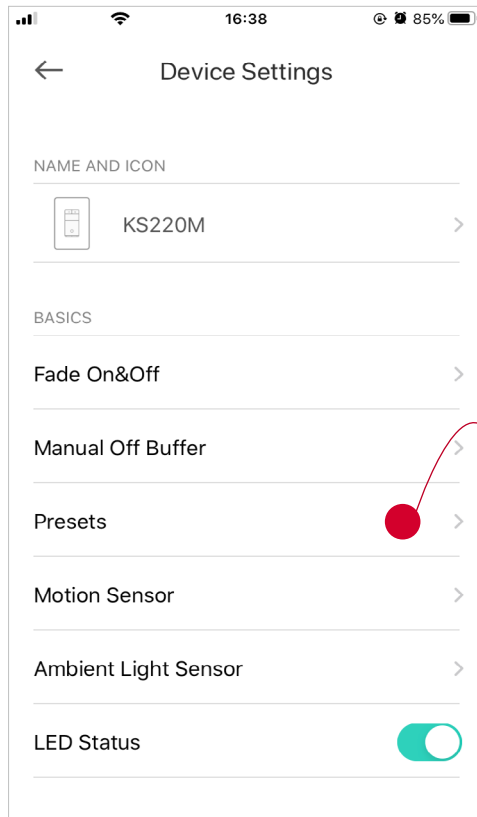 16:38
85%
Device Settings
NAME AND ICON
KS220M
BASICS
Fade On&Off
Manual Off Buffer
Presets
Motion Sensor
Ambient Light Sensor
LED Status